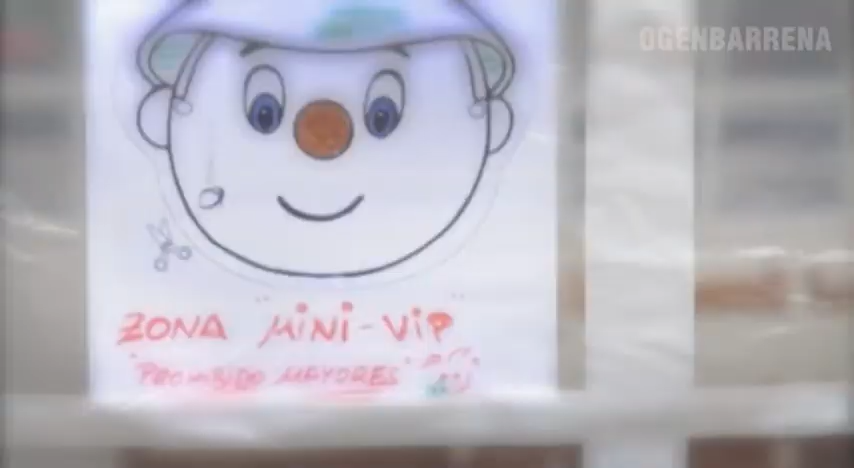 OGENBARRENA
ZONA "MINI-VIP"
"PROHIBIDO MAYORES"